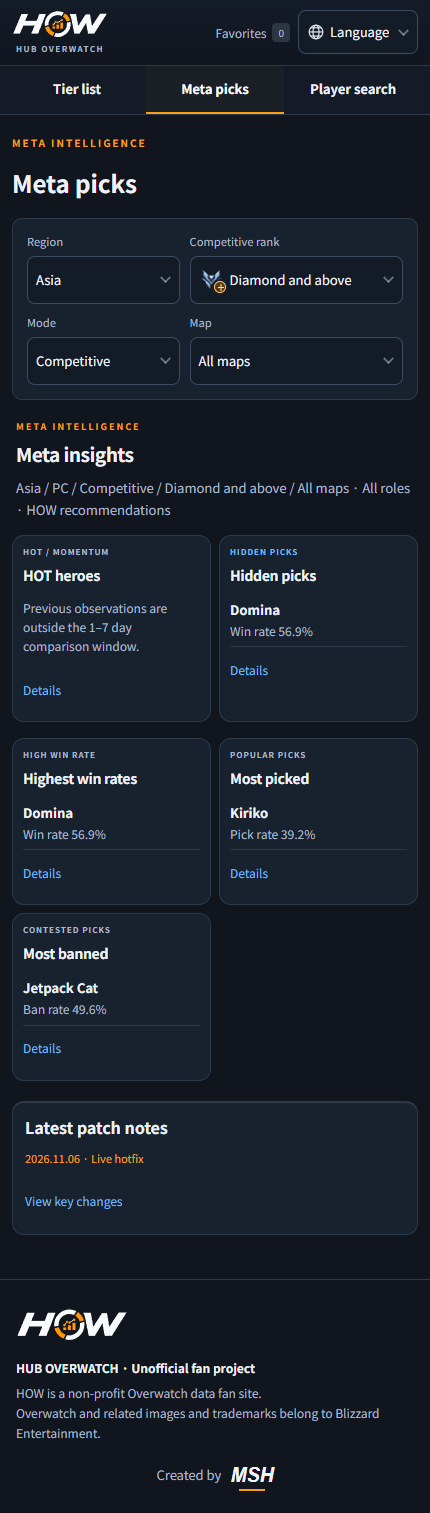 HOW
HUB OVERWATCH
Favorites 0
Language
Tier list
Meta picks
Player search
META INTELLIGENCE
Meta picks
Region
Competitive rank
Asia
Diamond and above
Mode
Map
Competitive
All maps
META INTELLIGENCE
Meta insights
Asia / PC / Competitive / Diamond and above / All maps · All roles
· HOW recommendations
HOT / MOMENTUM
HOT heroes
Previous observations are
outside the 1–7 day
comparison window.
Details
HIDDEN PICKS
Hidden picks
Domina
Win rate 56.9%
Details
HIGH WIN RATE
Highest win rates
Domina
Win rate 56.9%
Details
POPULAR PICKS
Most picked
Kiriko
Pick rate 39.2%
Details
CONTESTED PICKS
Most banned
Jetpack Cat
Ban rate 49.6%
Details
Latest patch notes
2026.11.06 · Live hotfix
View key changes
HOW
HUB OVERWATCH · Unofficial fan project
HOW is a non-profit Overwatch data fan site.
Overwatch and related images and trademarks belong to Blizzard
Entertainment.
Created by MSH